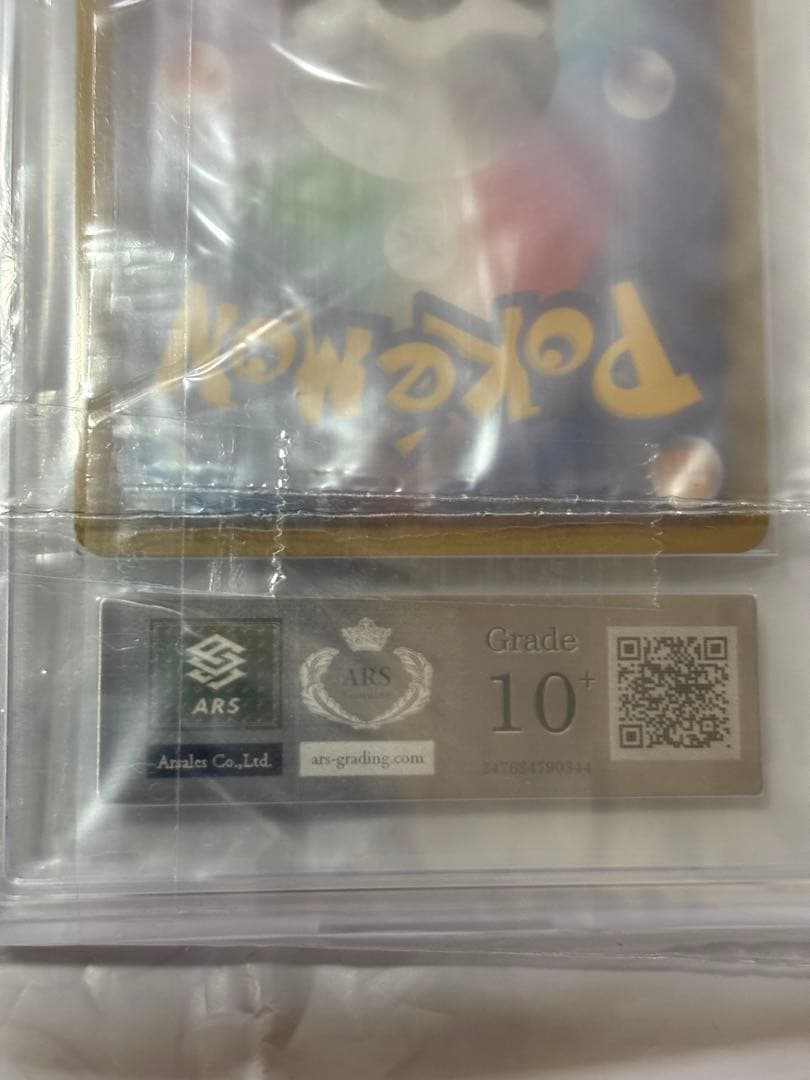 Pokémon
ARS
Arsales Co.,Ltd.
ARS
ars-grading.com
Grade
10+